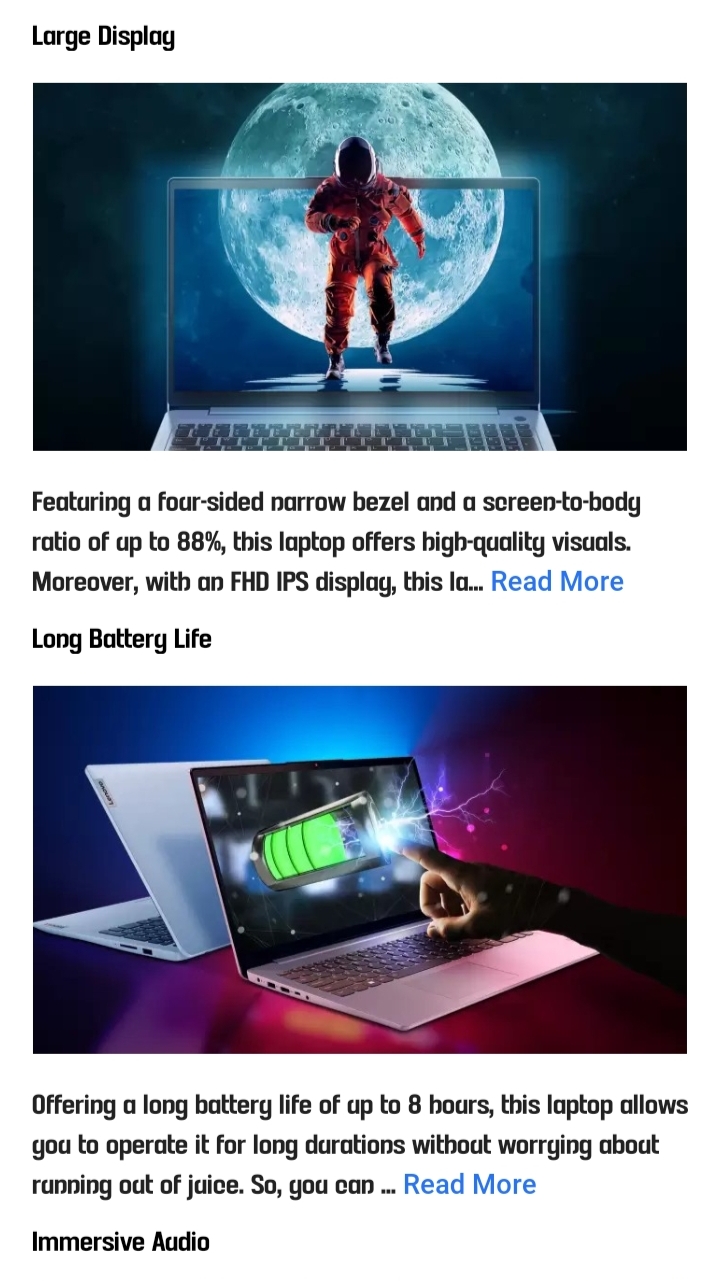 Large Display
Featuring a four-sided narrow bezel and a screen-to-body
ratio of up to 88%, this laptop offers high-quality visuals.
Moreover, with an FHD IPS display, this la... Read More
Long Battery Life
Lenovo
Offering a long battery life of up to 8 hours, this laptop allows
you to operate it for long durations without worrying about
running out of juice. So, you can ... Read More
Immersive Audio